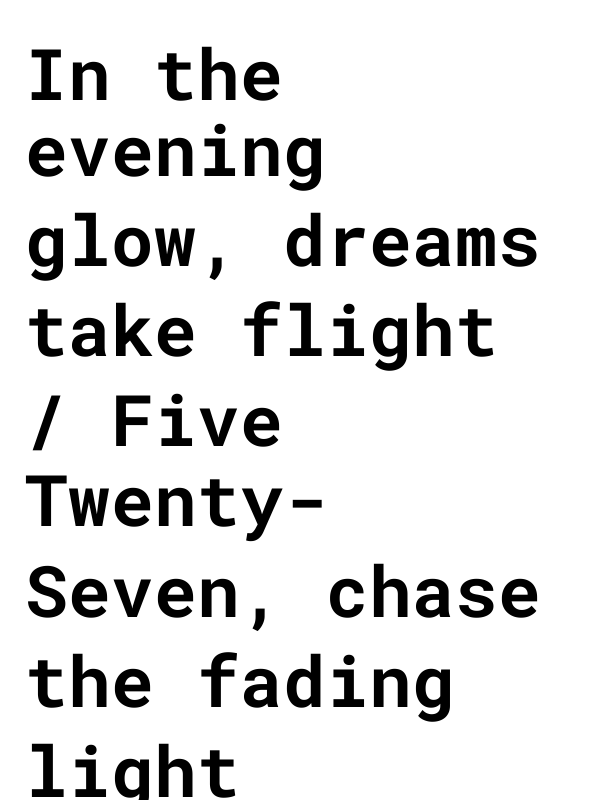 In the
evening
glow, dreams
take flight
/ Five
Twenty-
Seven, chase
the fading
light